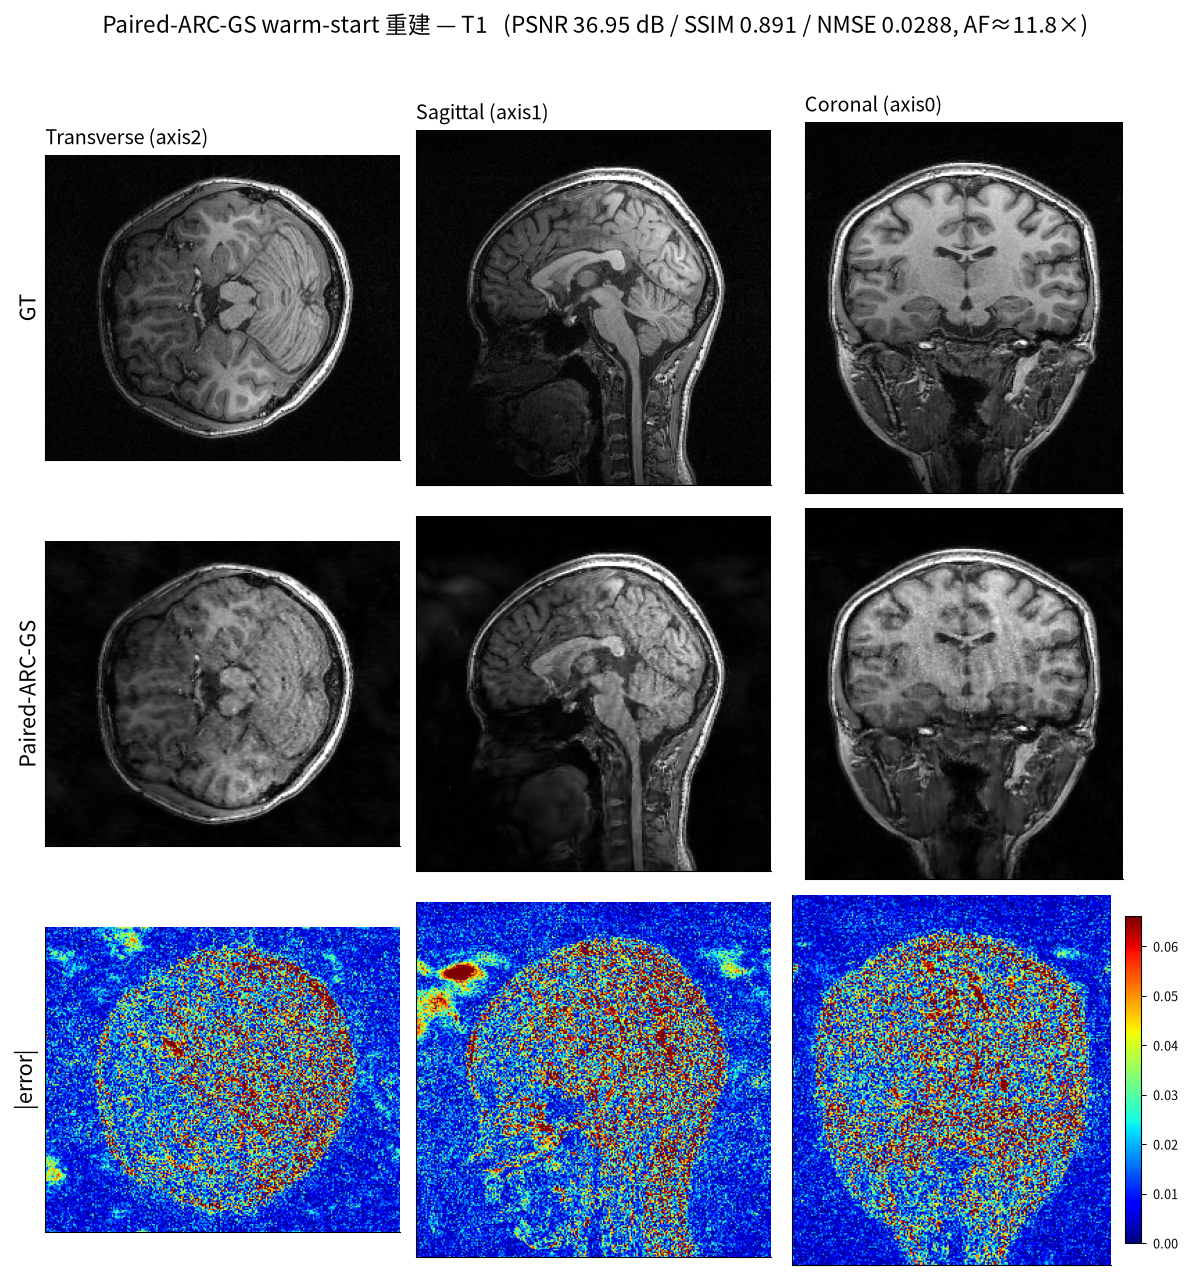 Paired-ARC-GS warm-start 重建 — T1 (PSNR 36.95 dB / SSIM 0.891 / NMSE 0.0288, AF≈11.8×)
Transverse (axis2)
Sagittal (axis1)
Coronal (axis0)
GT
Paired-ARC-GS
|error|
0.06
0.05
0.04
0.03
0.02
0.01
0.00